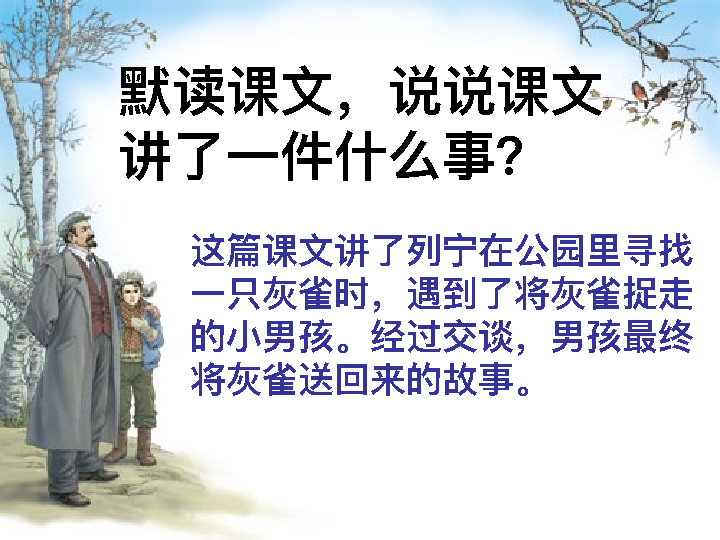 默读课文，说说课文
讲了一件什么事？
这篇课文讲了列宁在公园里寻找
一只灰雀时，遇到了将灰雀捉走
的小男孩。经过交谈，男孩最终
将灰雀送回来的故事。